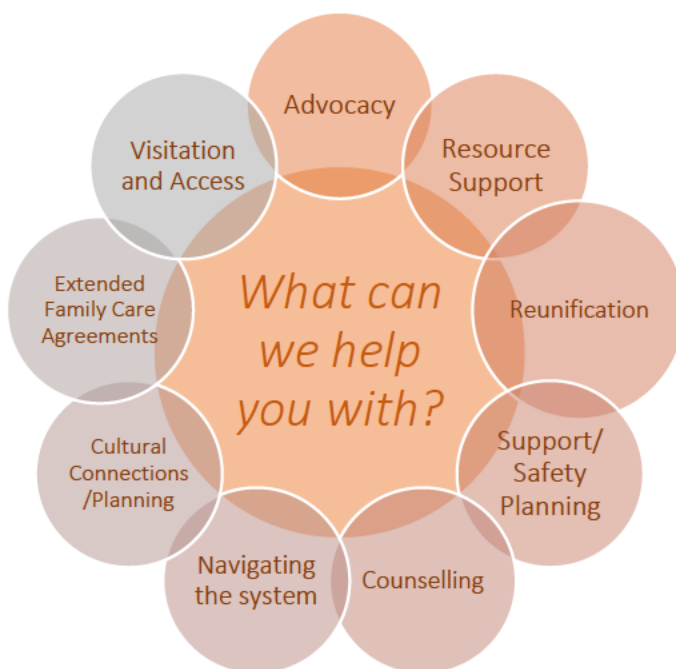 Advocacy
Resource
Support
Reunification
Support/
Safety
Planning
Counselling
Navigating
the system
Cultural
Connections
/Planning
Extended
Family Care
Agreements
Visitation
and Access
What can
we help
you with?